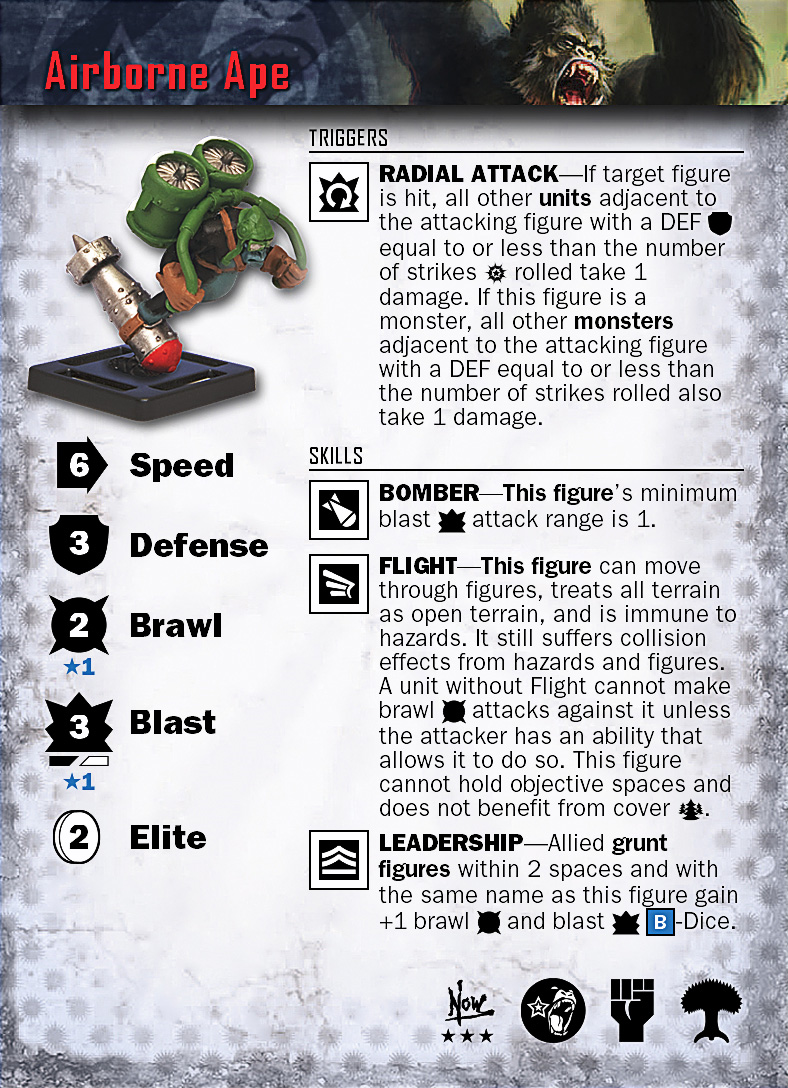 Airborne Ape
TRIGGERS
RADIAL ATTACK—If target figure
is hit, all other units adjacent to
the attacking figure with a DEF
equal to or less than the number
of strikes rolled take 1
damage. If this figure is a
monster, all other monsters
adjacent to the attacking figure
with a DEF equal to or less than
the number of strikes rolled also
take 1 damage.
6 Speed
3 Defense
2 Brawl
★1
3 Blast
★1
2 Elite
SKILLS
BOMBER—This figure's minimum
blast attack range is 1.
FLIGHT—This figure can move
through figures, treats all terrain
as open terrain, and is immune to
hazards. It still suffers collision
effects from hazards and figures.
A unit without Flight cannot make
brawl attacks against it unless
the attacker has an ability that
allows it to do so. This figure
cannot hold objective spaces and
does not benefit from cover .
LEADERSHIP—Allied grunt
figures within 2 spaces and with
the same name as this figure gain
+1 brawl and blast B-Dice.
Now
★★★